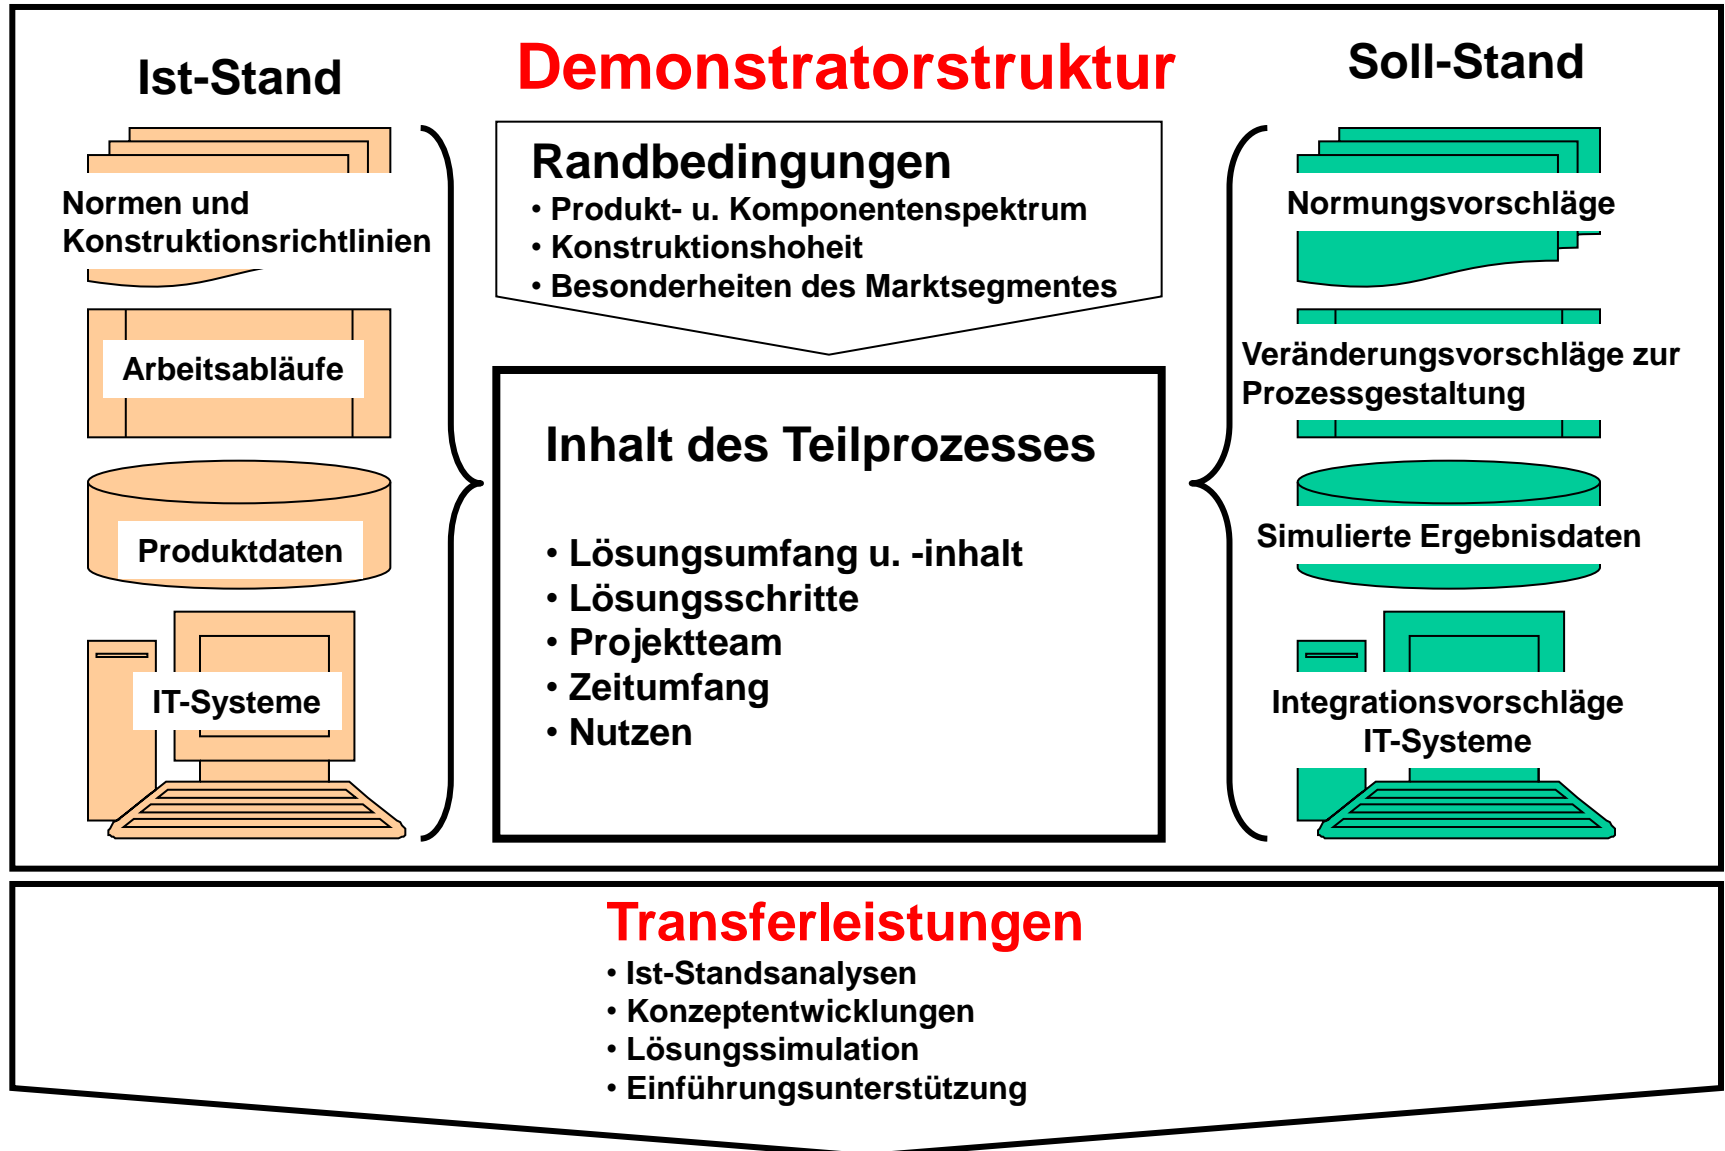 Demonstratorstruktur
Ist-Stand
Normen und
Konstruktionsrichtlinien
Arbeitsabläufe
Produktdaten
IT-Systeme
Randbedingungen
• Produkt- u. Komponentenspektrum
• Konstruktionshoheit
• Besonderheiten des Marktsegmentes
Inhalt des Teilprozesses
• Lösungsumfang u. -inhalt
• Lösungsschritte
• Projektteam
• Zeitumfang
• Nutzen
Soll-Stand
Normungsvorschläge
Veränderungsvorschläge zur
Prozessgestaltung
Simulierte Ergebnisdaten
Integrationsvorschläge
IT-Systeme
Transferleistungen
• Ist-Standsanalysen
• Konzeptentwicklungen
• Lösungssimulation
• Einführungsunterstützung